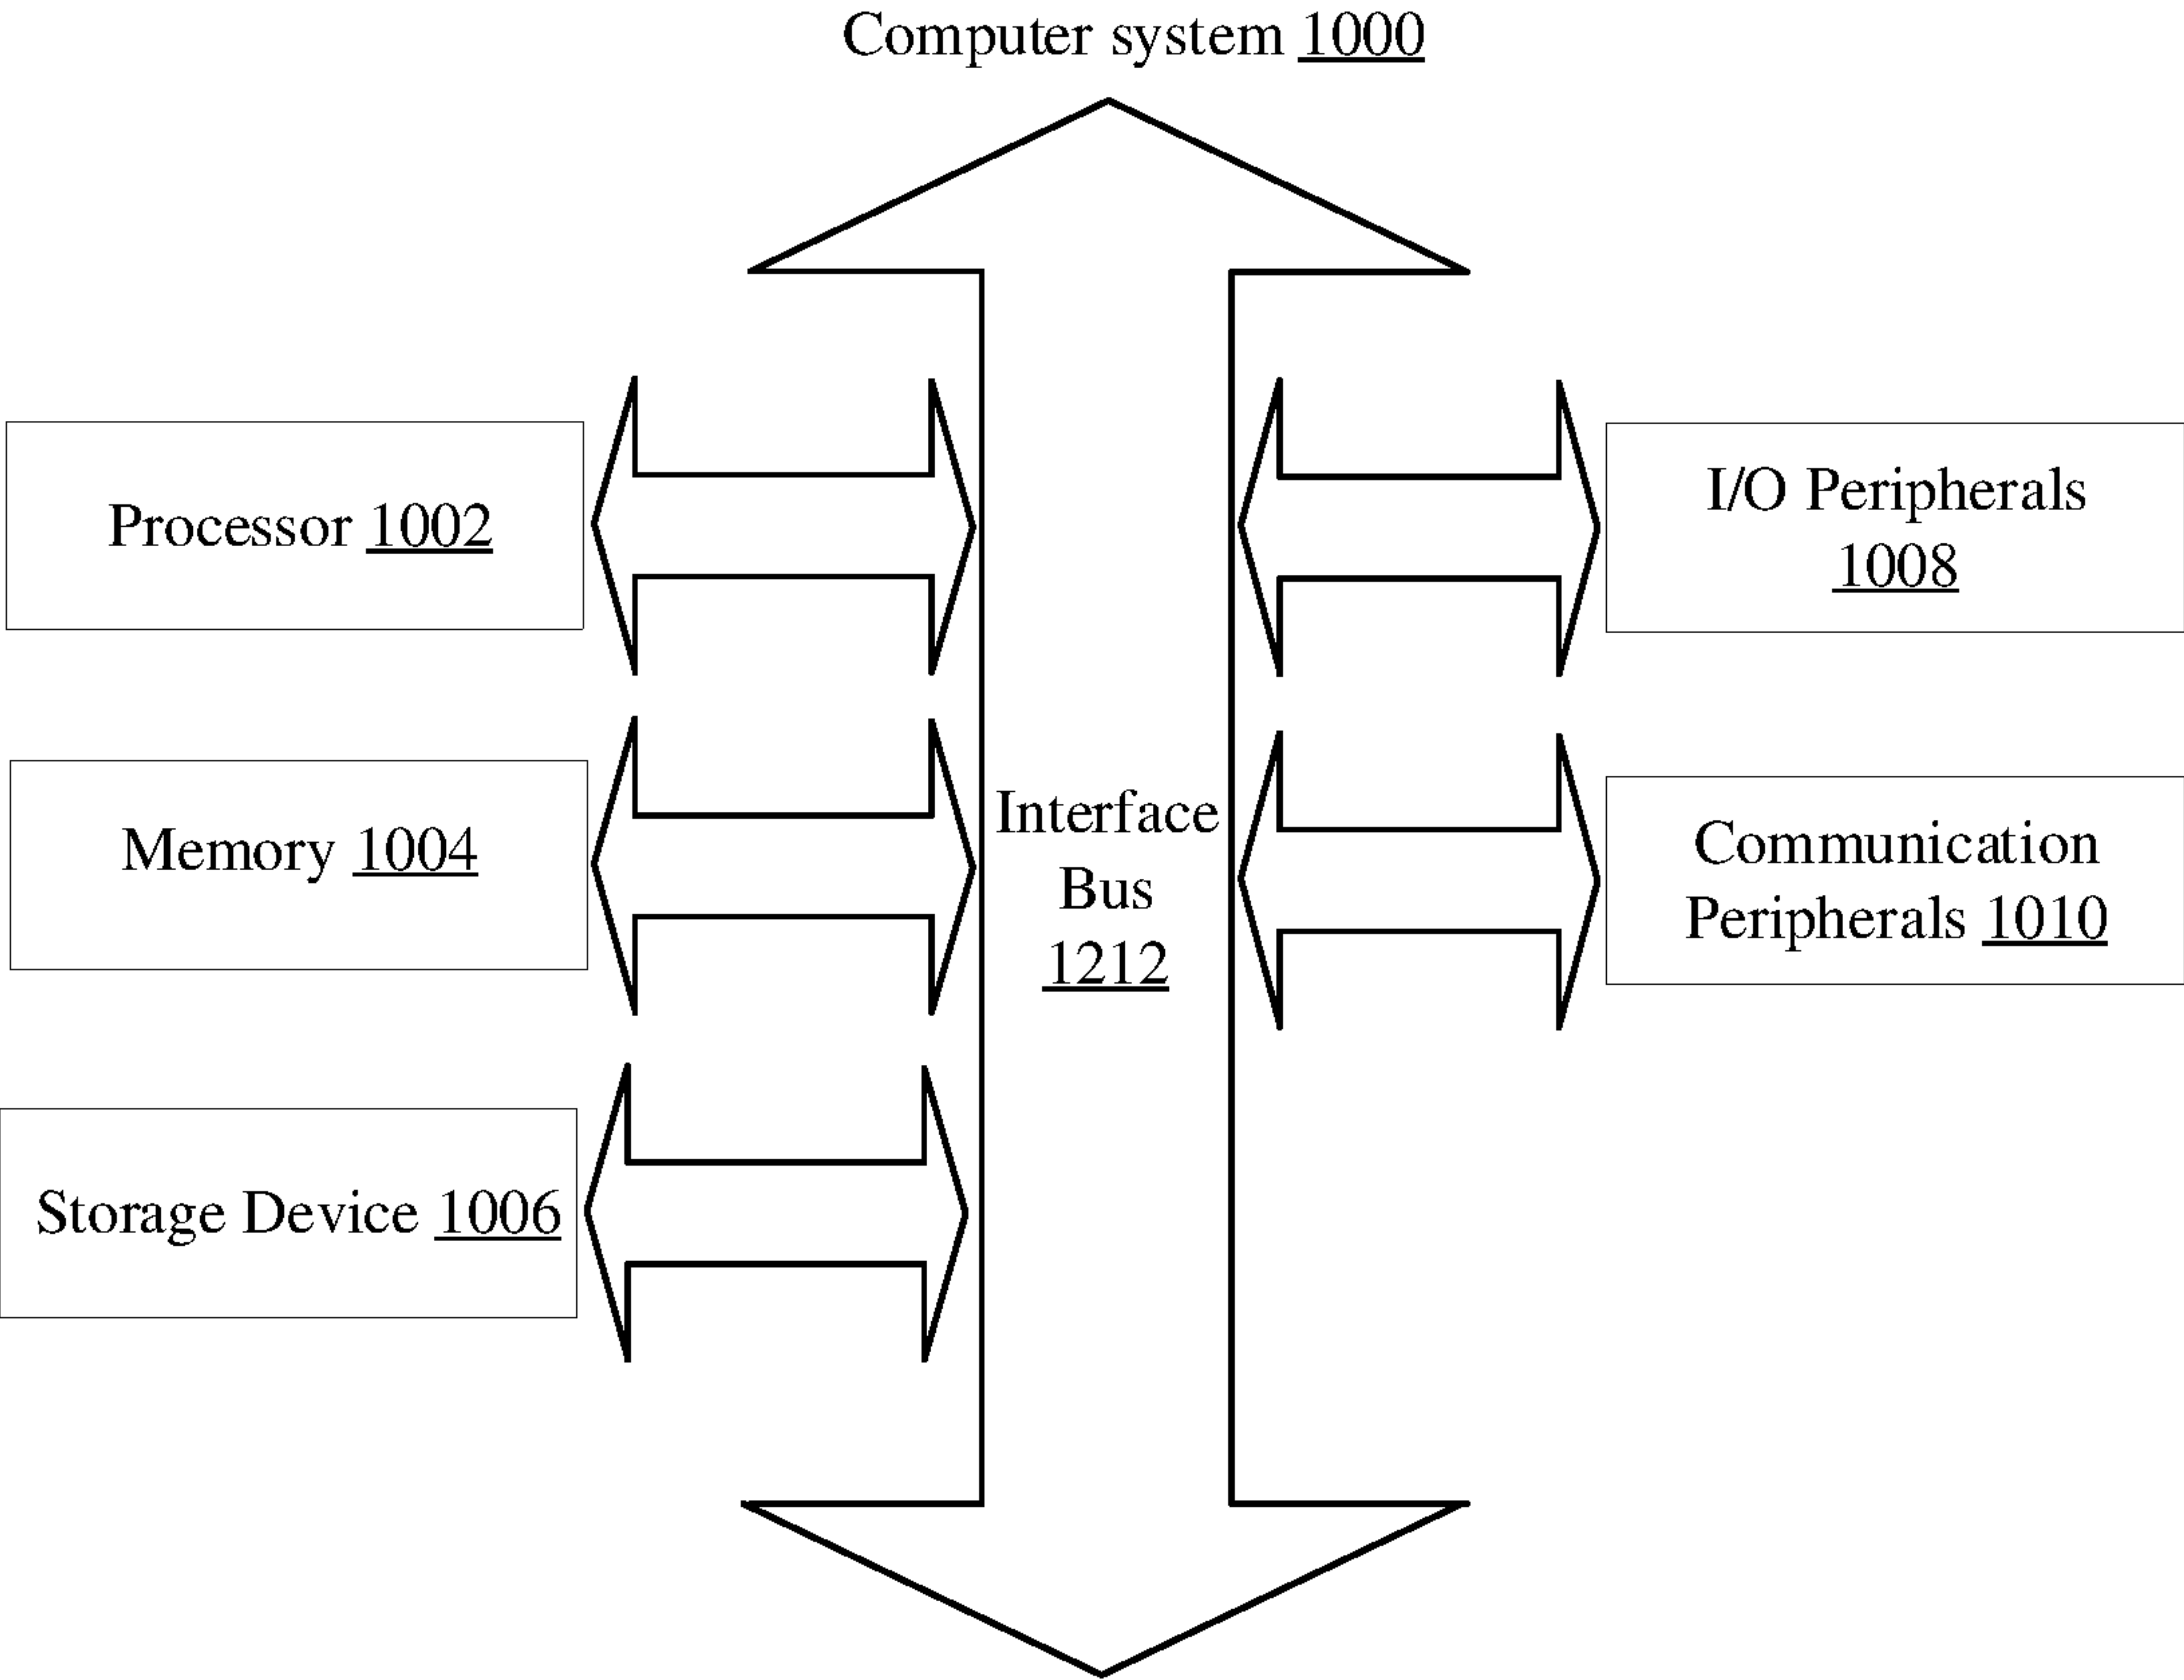 Computer system 1000
Processor 1002
I/O Peripherals
1008
Memory 1004
Interface
Bus
1212
Communication
Peripherals 1010
Storage Device 1006